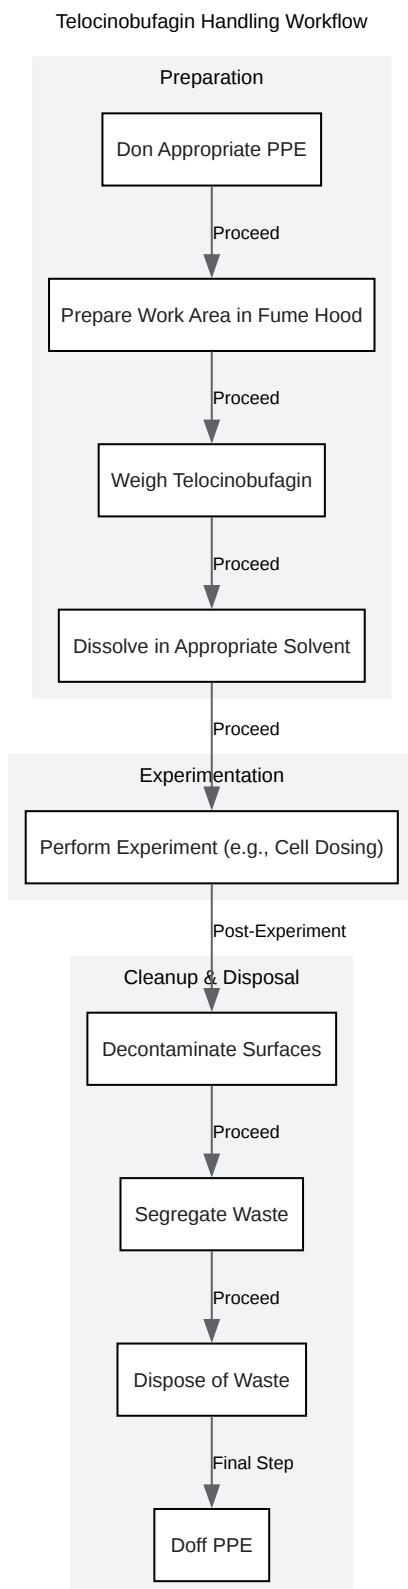 Telocinobufagin Handling Workflow
Preparation
Don Appropriate PPE
Proceed
Prepare Work Area in Fume Hood
Proceed
Weigh Telocinobufagin
Proceed
Dissolve in Appropriate Solvent
Proceed
Experimentation
Perform Experiment (e.g., Cell Dosing)
Post-Experiment
Cleanup & Disposal
Decontaminate Surfaces
Proceed
Segregate Waste
Proceed
Dispose of Waste
Final Step
Doff PPE